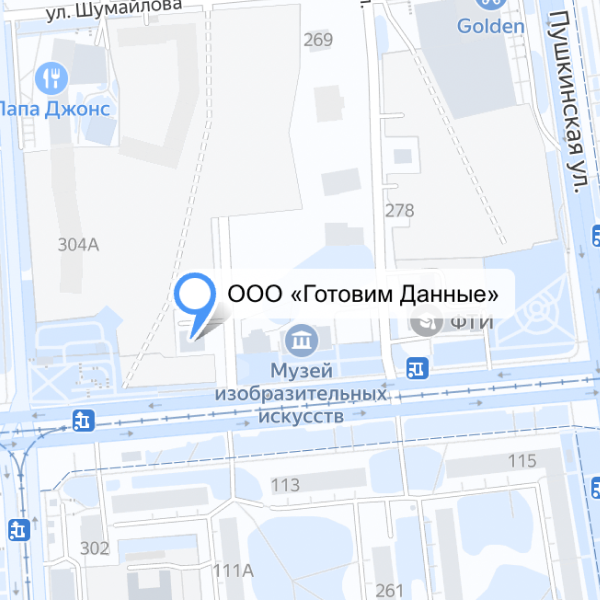 ул. Шумайлова
269
Golden
Пушкинская ул.
Папа Джонс
278
304А
ООО «Готовим Данные»
ФТИ
Музей
изобразительных
искусств
115
113
302
111А
261